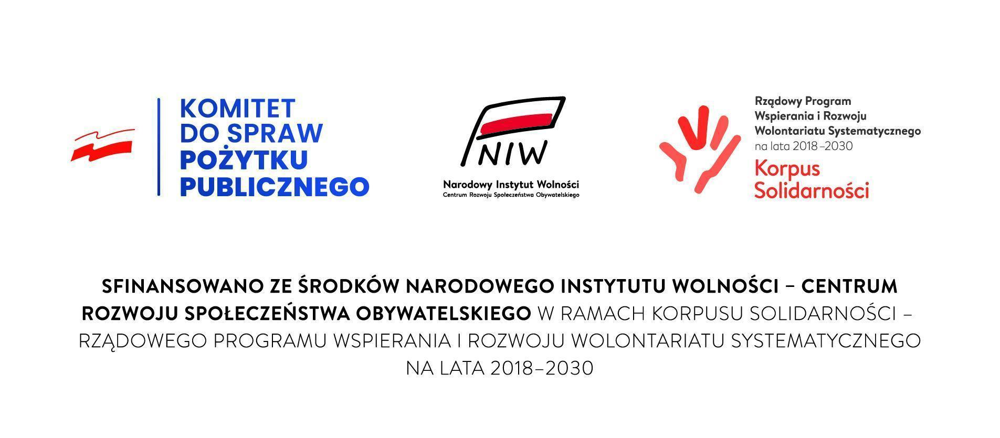 KOMITET
DO SPRAW
POŻYTKU
PUBLICZNEGO
NIW
Narodowy Instytut Wolności
Centrum Rozwoju Społeczeństwa Obywatelskiego
Rządowy Program
Wspierania i Rozwoju
Wolontariatu Systematycznego
na lata 2018–2030
Korpus
Solidarności
SFINANSOWANO ZE ŚRODKÓW NARODOWEGO INSTYTUTU WOLNOŚCI – CENTRUM
ROZWOJU SPOŁECZEŃSTWA OBYWATELSKIEGO W RAMACH KORPUSU SOLIDARNOŚCI –
RZĄDOWEGO PROGRAMU WSPIERANIA I ROZWOJU WOLONTARIATU SYSTEMATYCZNEGO
NA LATA 2018–2030